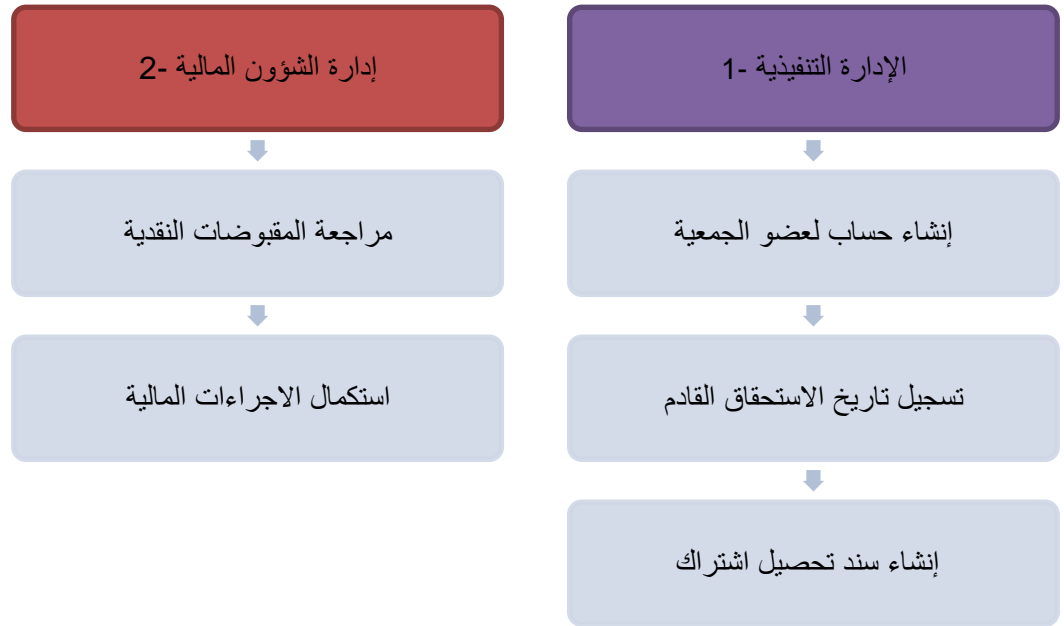 1- الإدارة التنفيذية
إنشاء حساب لعضو الجمعية
تسجيل تاريخ الاستحقاق القادم
إنشاء سند تحصيل اشتراك
2- إدارة الشؤون المالية
مراجعة المقبوضات النقدية
استكمال الاجراءات المالية